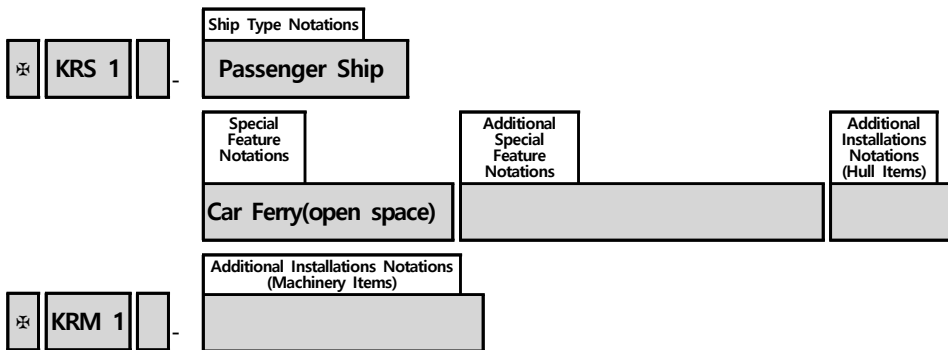 Ship Type Notations
✠ KRS 1 - Passenger Ship
Special
Feature
Notations
Additional
Special
Feature
Notations
Additional
Installations
Notations
(Hull Items)
Car Ferry(open space)
Additional Installations Notations
(Machinery Items)
✠ KRM 1 -